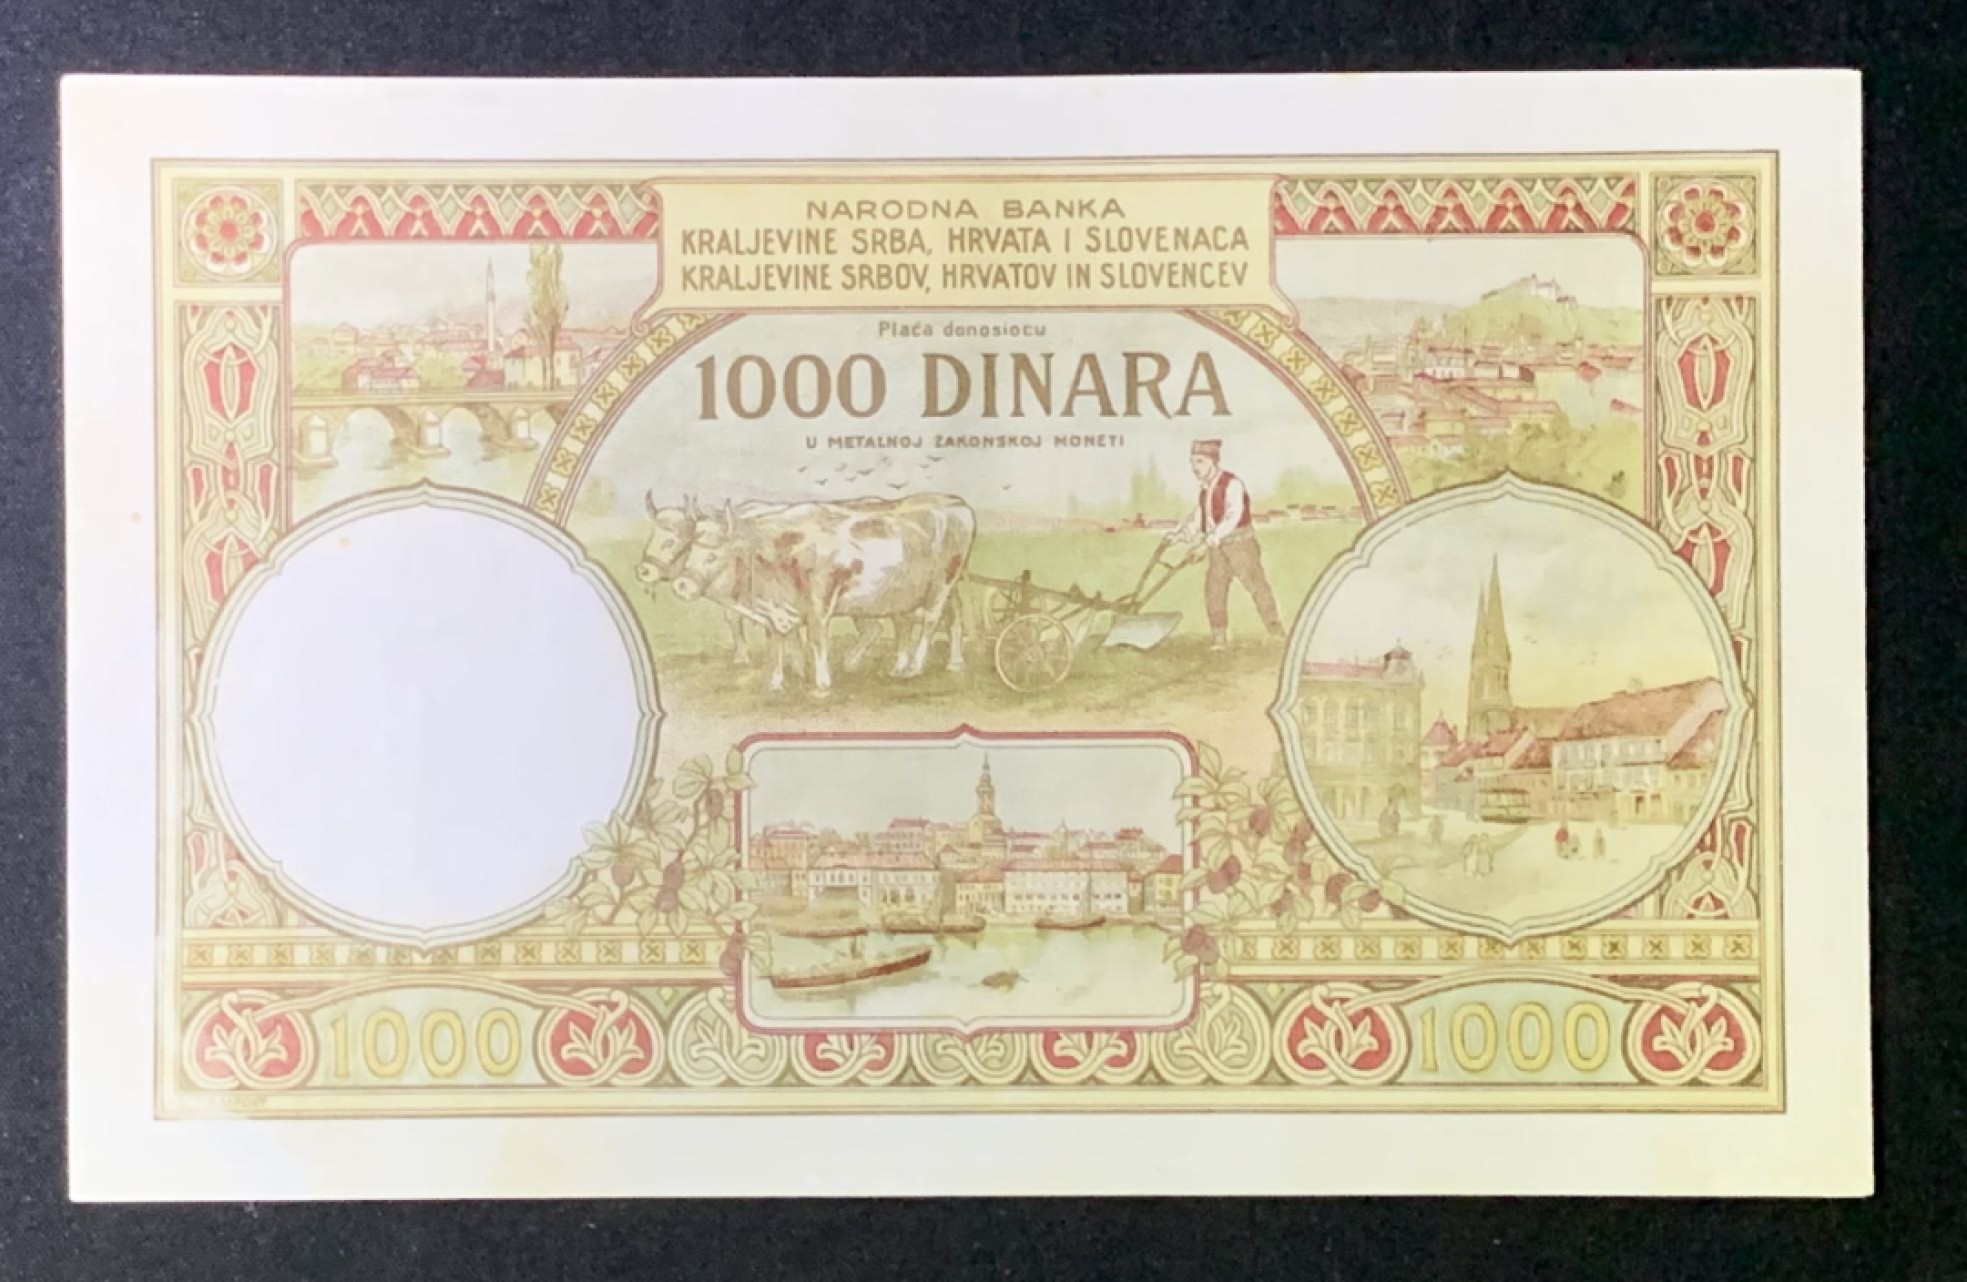 NARODNA BANKA
KRALJEVINE SRBA, HRVATA I SLOVENACA
KRALJEVINE SRBOV, HRVATOV IN SLOVENCEV
Plaća donosiocu
1000 DINARA
U METALNOJ ZAKONSKOJ MONETI
1000 1000